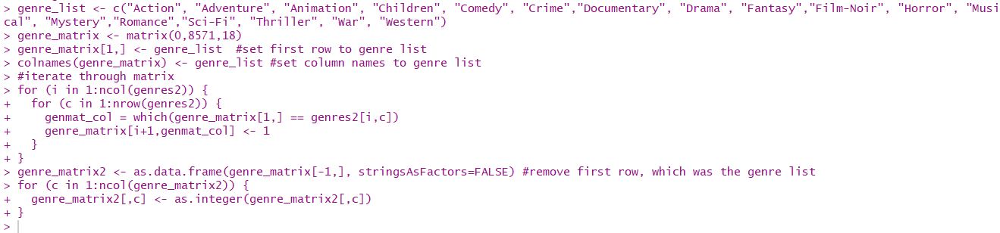 > genre_list <- c("Action", "Adventure", "Animation", "Children", "Comedy", "Crime","Documentary", "Drama", "Fantasy","Film-Noir", "Horror", "Musi
cal", "Mystery","Romance","Sci-Fi", "Thriller", "War", "Western")
> genre_matrix <- matrix(0,8571,18)
> genre_matrix[1,] <- genre_list  #set first row to genre list
> colnames(genre_matrix) <- genre_list #set column names to genre list
> #iterate through matrix
> for (i in 1:ncol(genres2)) {
+   for (c in 1:nrow(genres2)) {
+     genmat_col = which(genre_matrix[1,] == genres2[i,c])
+     genre_matrix[i+1,genmat_col] <- 1
+   }
+ }
> genre_matrix2 <- as.data.frame(genre_matrix[-1,], stringsAsFactors=FALSE) #remove first row, which was the genre list
> for (c in 1:ncol(genre_matrix2)) {
+   genre_matrix2[,c] <- as.integer(genre_matrix2[,c])
+ }
>